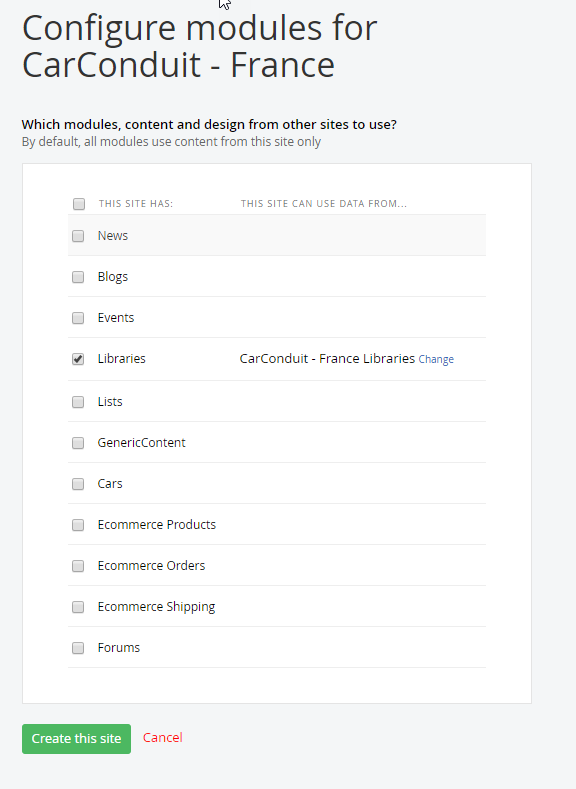 Configure modules for
CarConduit - France
Which modules, content and design from other sites to use?
By default, all modules use content from this site only
THIS SITE HAS: THIS SITE CAN USE DATA FROM...
News
Blogs
Events
Libraries CarConduit - France Libraries Change
Lists
GenericContent
Cars
Ecommerce Products
Ecommerce Orders
Ecommerce Shipping
Forums
Create this site Cancel